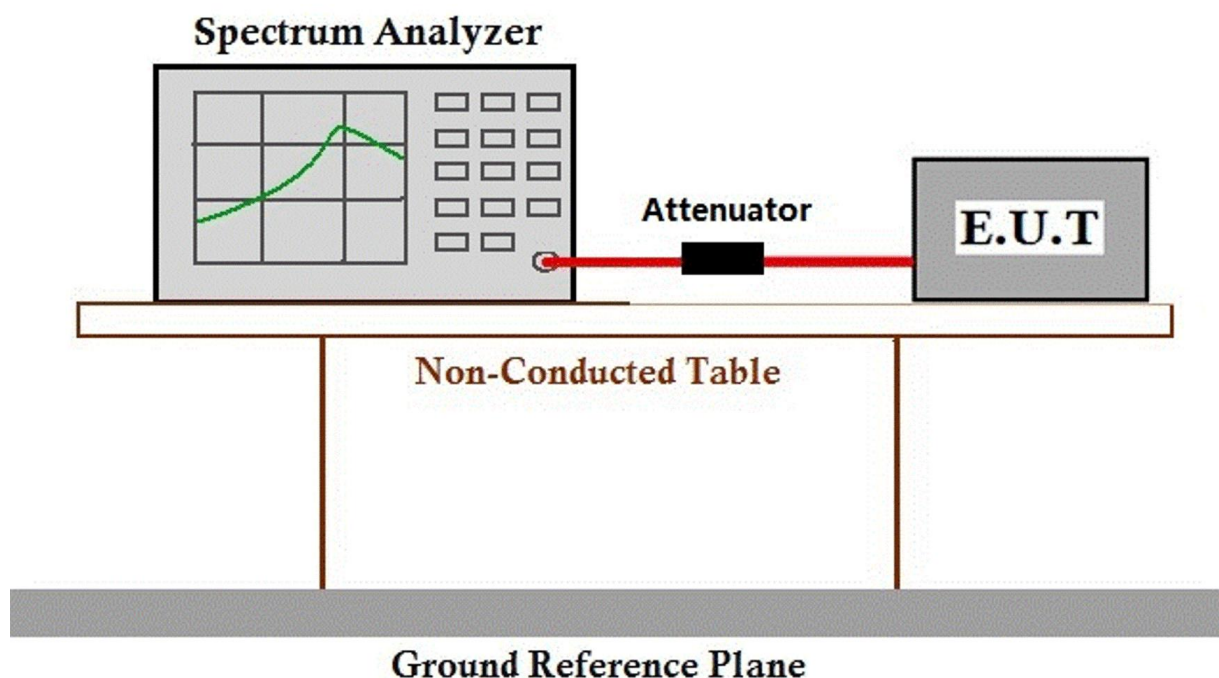 Spectrum Analyzer
Attenuator
E.U.T
Non-Conducted Table
Ground Reference Plane